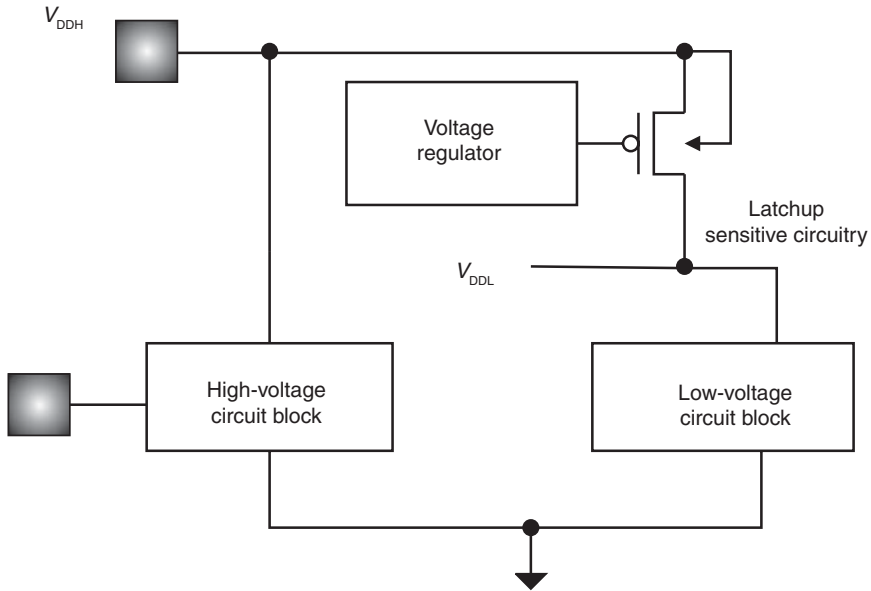 VDDH
Voltage
regulator
Latchup
sensitive circuitry
VDDL
High-voltage
circuit block
Low-voltage
circuit block